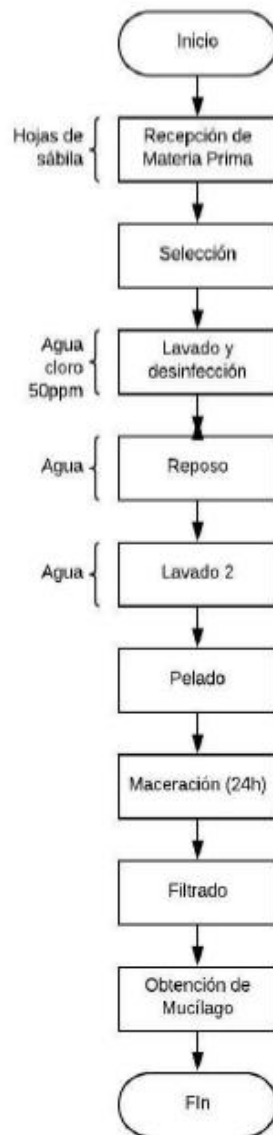 Inicio
Hojas de
sábila
Recepción de
Materia Prima
Selección
Agua
cloro
50ppm
Lavado y
desinfección
Agua
Reposo
Agua
Lavado 2
Pelado
Maceración (24h)
Filtrado
Obtención de
Mucílago
FIn